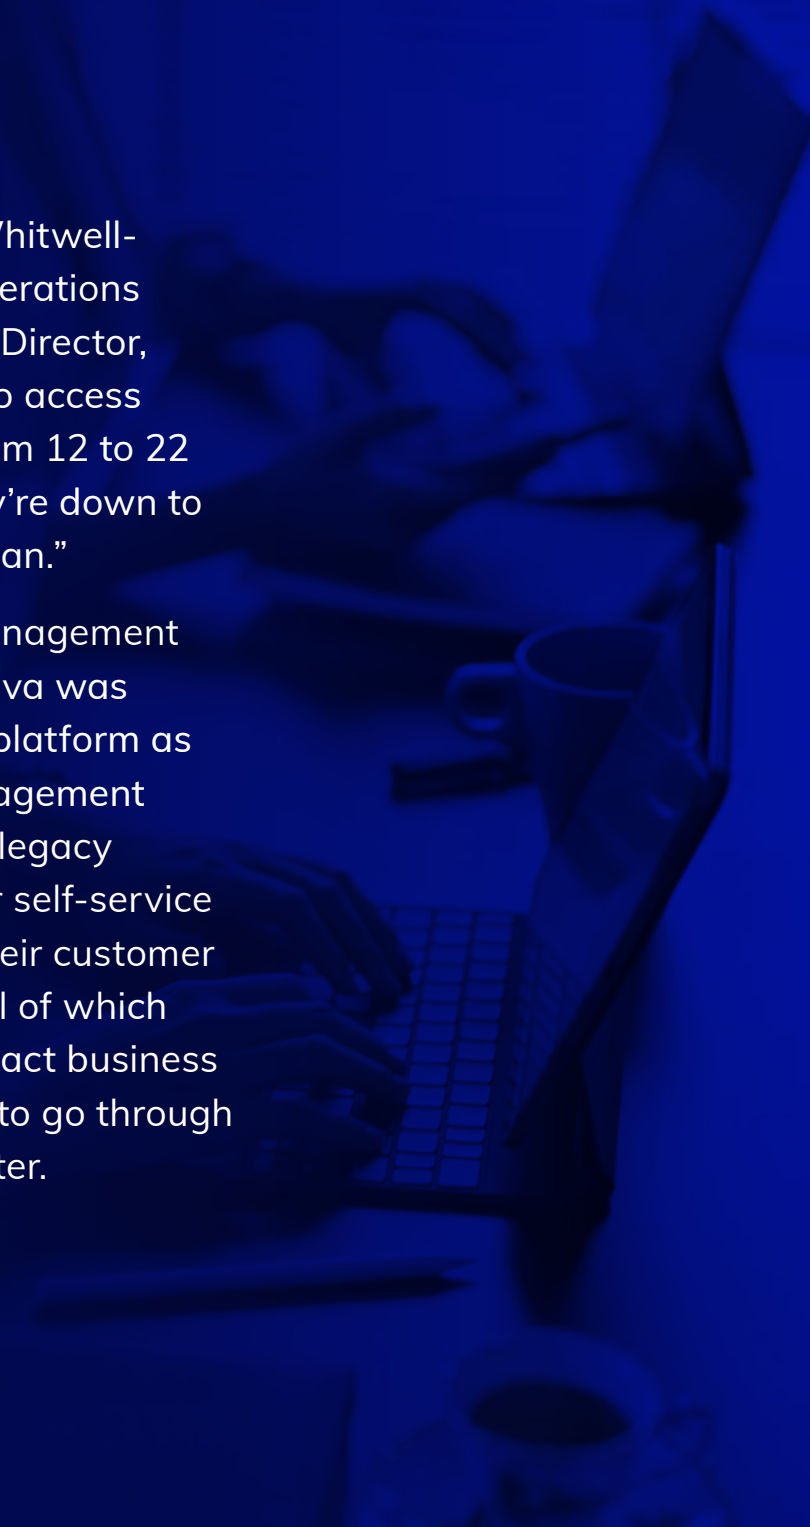 hitwell-
erations
Director,
o access
m 12 to 22
y’re down to
an.”
nagement
va was
platform as
agement
legacy
r self-service
eir customer
l of which
act business
to go through
ter.